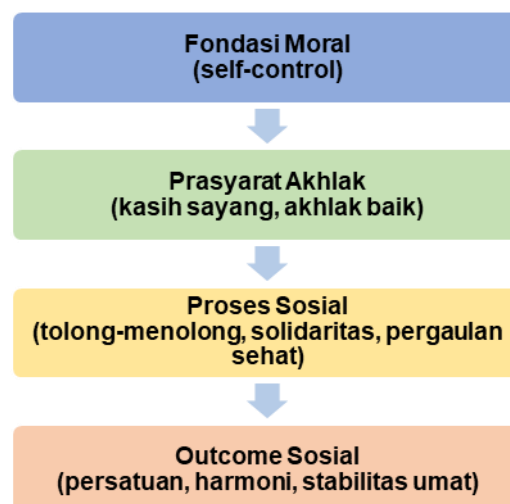 Fondasi Moral
(self-control)
Prasyarat Akhlak
(kasih sayang, akhlak baik)
Proses Sosial
(tolong-menolong, solidaritas, pergaulan
sehat)
Outcome Sosial
(persatuan, harmoni, stabilitas umat)